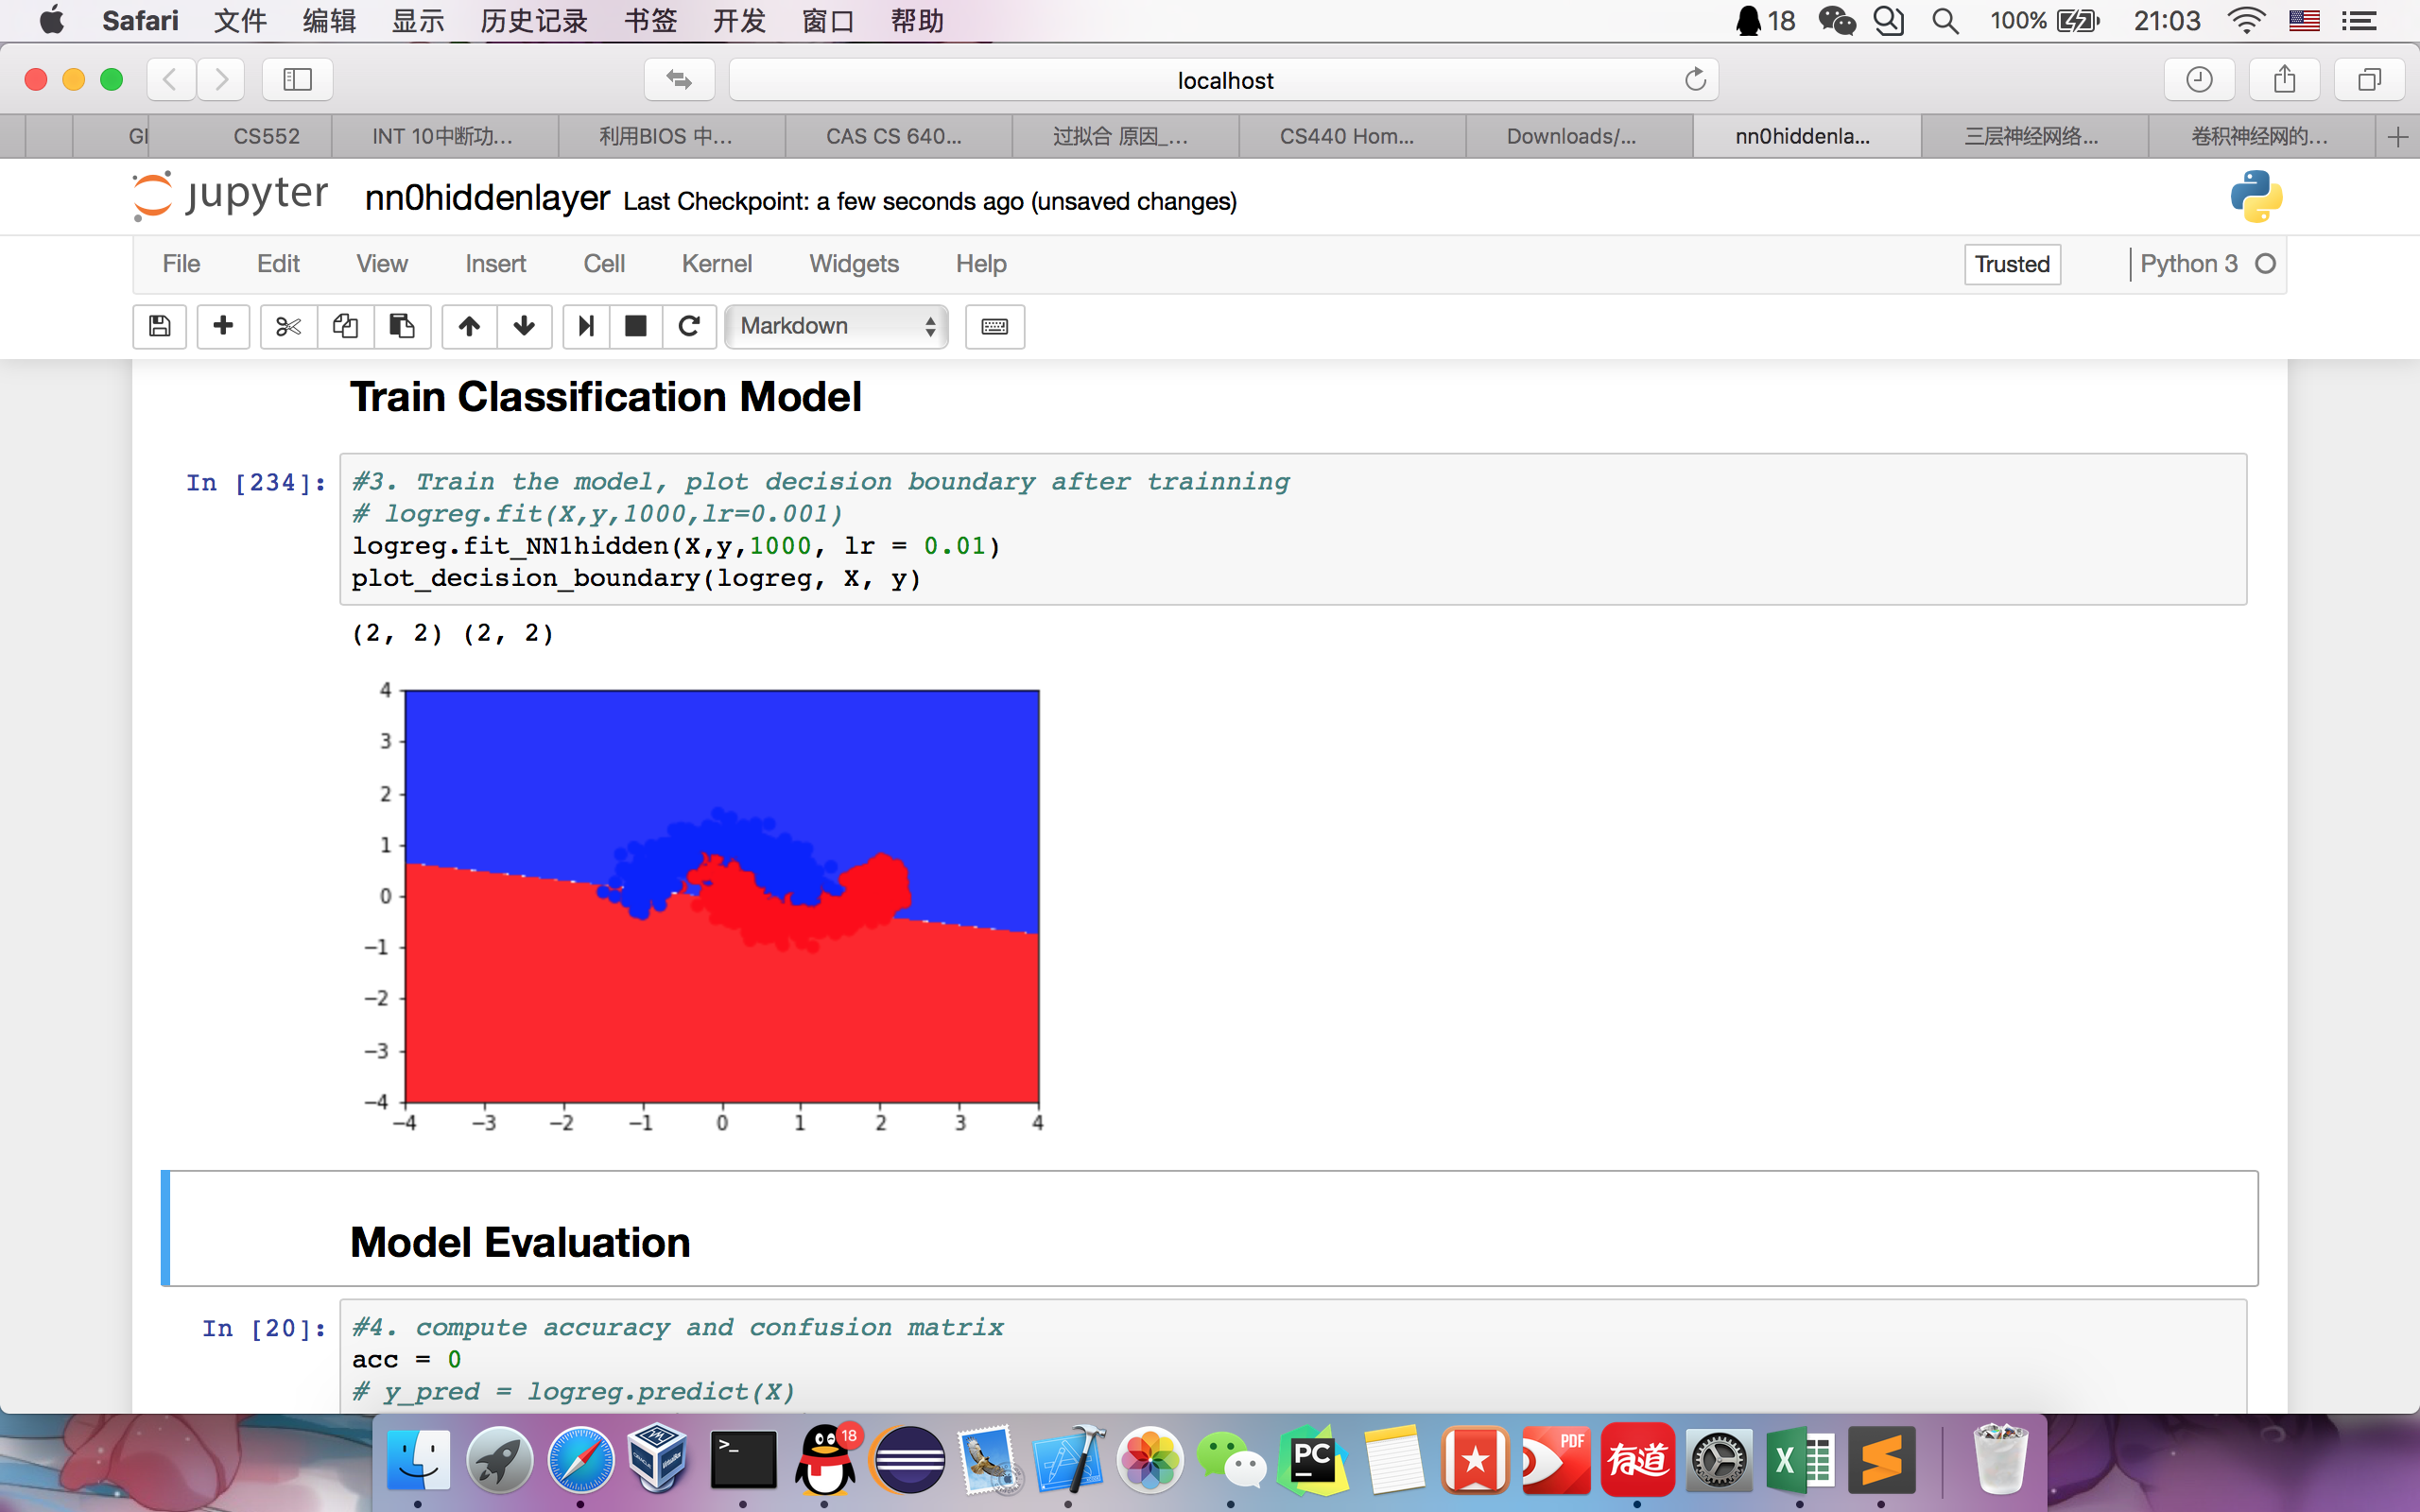 Safari 文件 编辑 显示 历史记录 书签 开发 窗口 帮助 18 100% 21:03
localhost
GI CS552 INT 10中断功... 利用BIOS 中... CAS CS 640... 过拟合 原因_... CS440 Hom... Downloads/... nn0hiddenla... 三层神经网络... 卷积神经网的...
jupyter nn0hiddenlayer Last Checkpoint: a few seconds ago (unsaved changes)
File Edit View Insert Cell Kernel Widgets Help Trusted Python 3
Markdown
Train Classification Model
In [234]: #3. Train the model, plot decision boundary after trainning
# logreg.fit(X,y,1000,lr=0.001)
logreg.fit_NN1hidden(X,y,1000, lr = 0.01)
plot_decision_boundary(logreg, X, y)
(2, 2) (2, 2)
4
3
2
1
0
−1
−2
−3
−4
−4 −3 −2 −1 0 1 2 3 4
Model Evaluation
In [20]: #4. compute accuracy and confusion matrix
acc = 0
# y_pred = logreg.predict(X)
>_ 18 PC PDF 有道 X